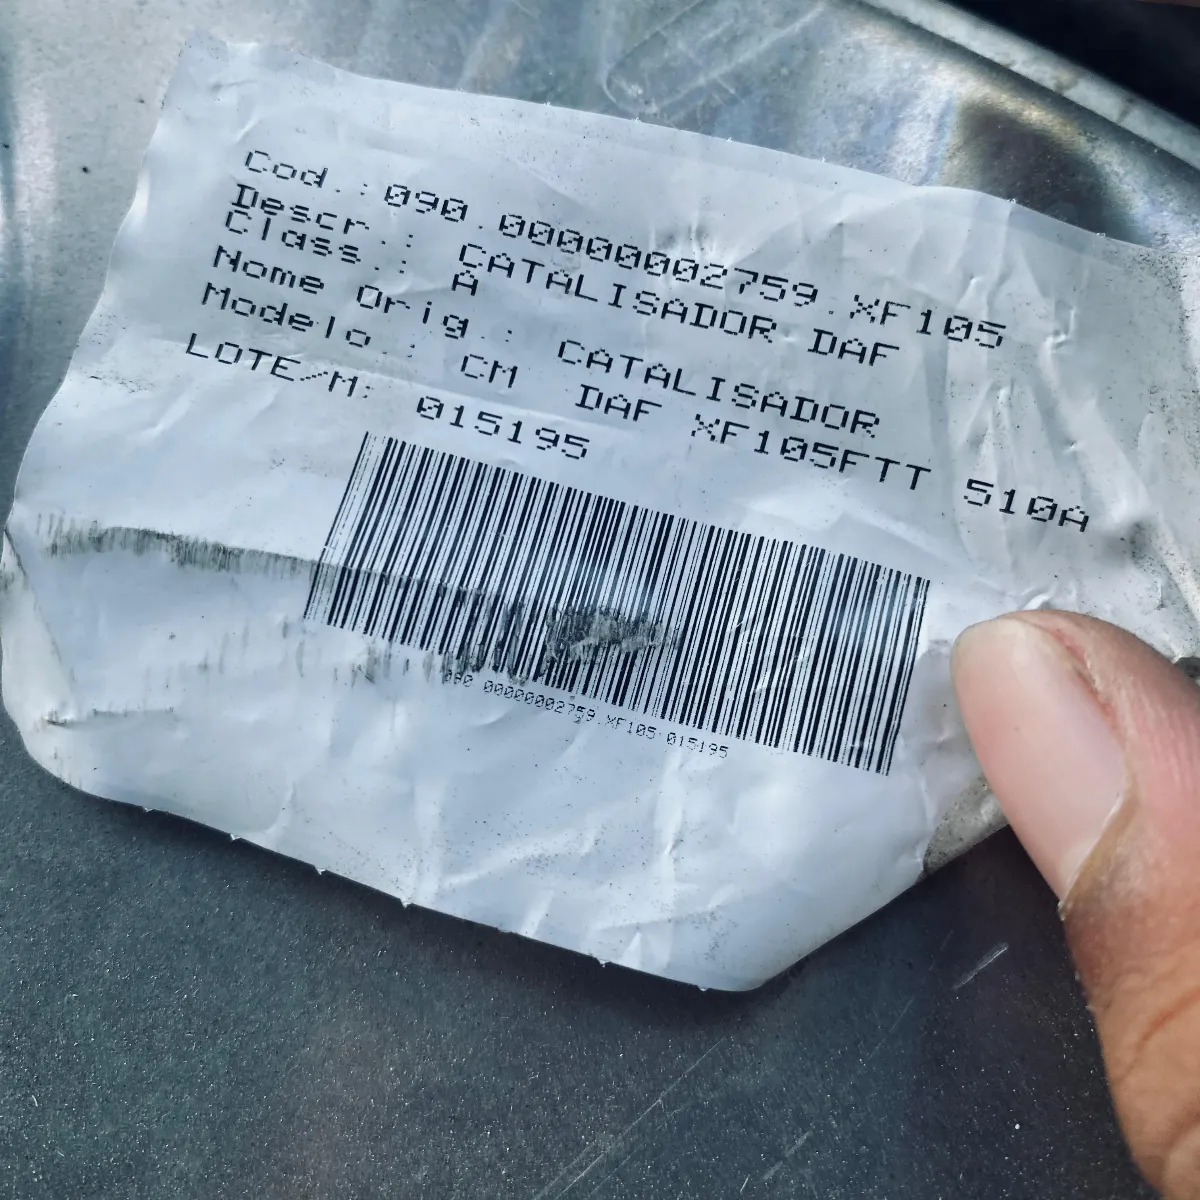 Cod.:090.00000002759.XF105
Descr.: CATALISADOR DAF
Class.: A
Nome Orig.: CATALISADOR
Modelo.: CM DAF XF105FTT 510A
LOTE/M: 015195
090 00000002759.XF105 015195